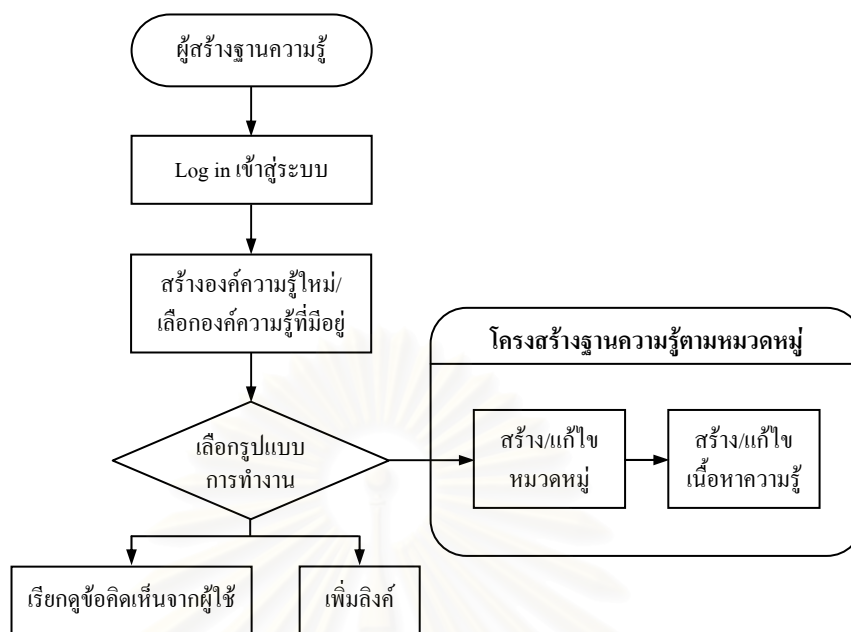 ผู้สร้างฐานความรู้
Log in เข้าสู่ระบบ
สร้างองค์ความรู้ใหม่/
เลือกองค์ความรู้ที่มีอยู่
โครงสร้างฐานความรู้ตามหมวดหมู่
เลือกรูปแบบ
การทำงาน
สร้าง/แก้ไข
หมวดหมู่
สร้าง/แก้ไข
เนื้อหาความรู้
เรียกดูข้อคิดเห็นจากผู้ใช้
เพิ่มลิงค์